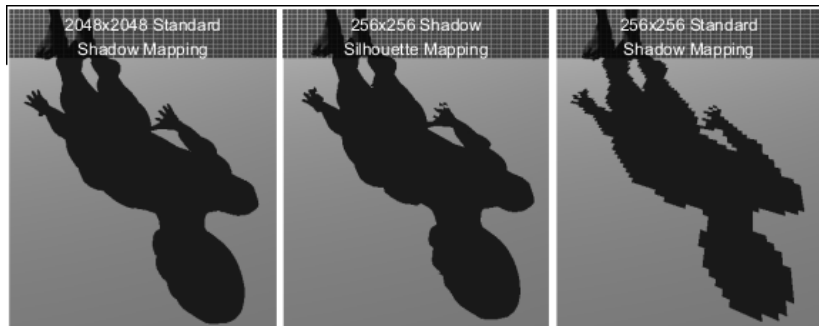 2048x2048 Standard
Shadow Mapping
256x256 Shadow
Silhouette Mapping
256x256 Standard
Shadow Mapping